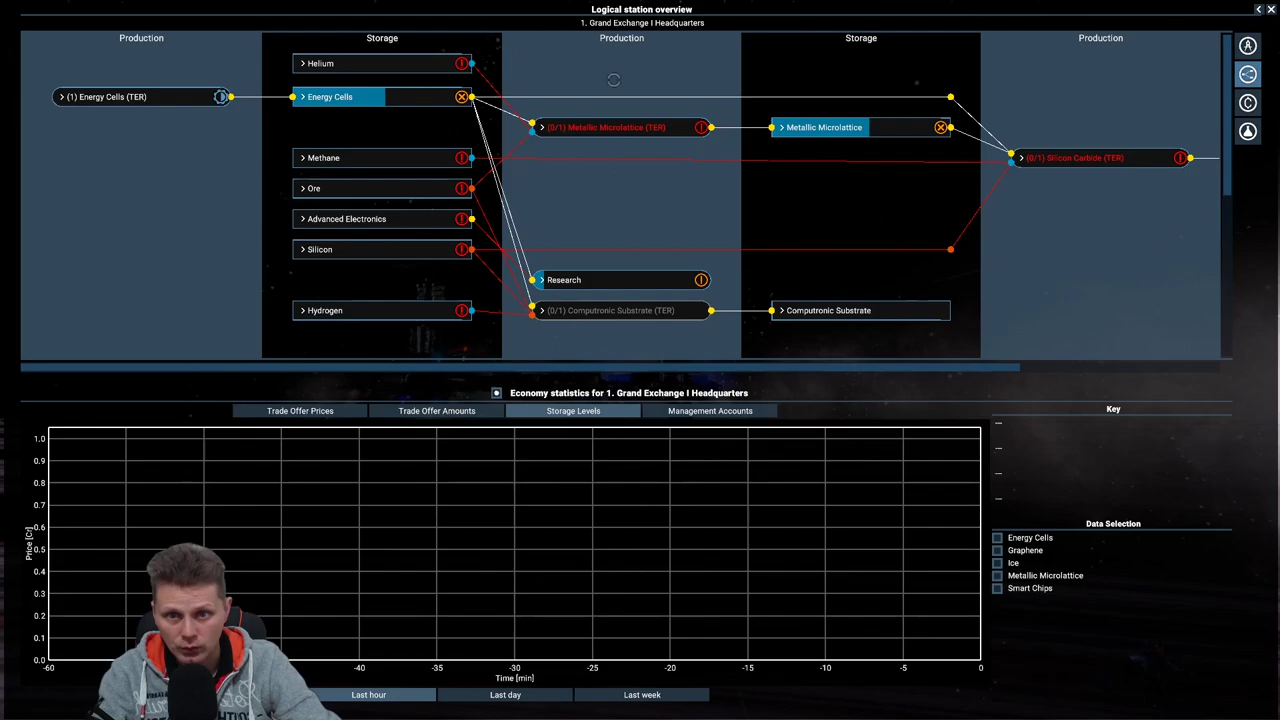 Logical station overview
1. Grand Exchange I Headquarters
Production
Storage
Production
Storage
Production
Helium
(1) Energy Cells (TER)
Energy Cells
(0/1) Metallic Microlattice (TER)
Metallic Microlattice
Methane
(0/1) Silicon Carbide (TER)
Ore
Advanced Electronics
Silicon
Research
Hydrogen
(0/1) Computronic Substrate (TER)
Computronic Substrate
Economy statistics for 1. Grand Exchange I Headquarters
Trade Offer Prices
Trade Offer Amounts
Storage Levels
Management Accounts
Key
1.0
0.9
0.8
0.7
0.6
0.5
0.4
0.3
0.2
0.1
0.0
Price [Cr]
---
---
---
---
Data Selection
Energy Cells
Graphene
Ice
Metallic Microlattice
Smart Chips
-60
-40
-35
-30
-25
-20
-15
-10
-5
0
Time [min]
Last hour
Last day
Last week